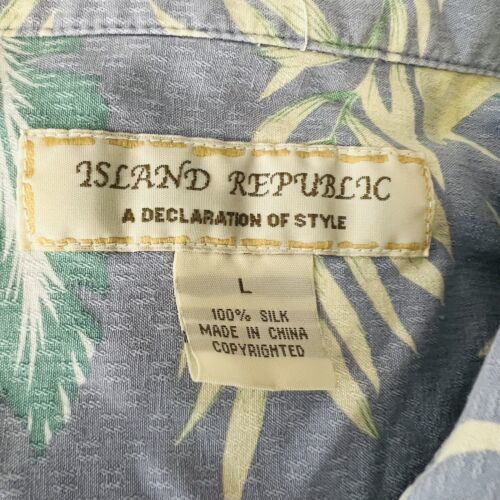 ISLAND REPUBLIC
A DECLARATION OF STYLE
L
100% SILK
MADE IN CHINA
COPYRIGHTED